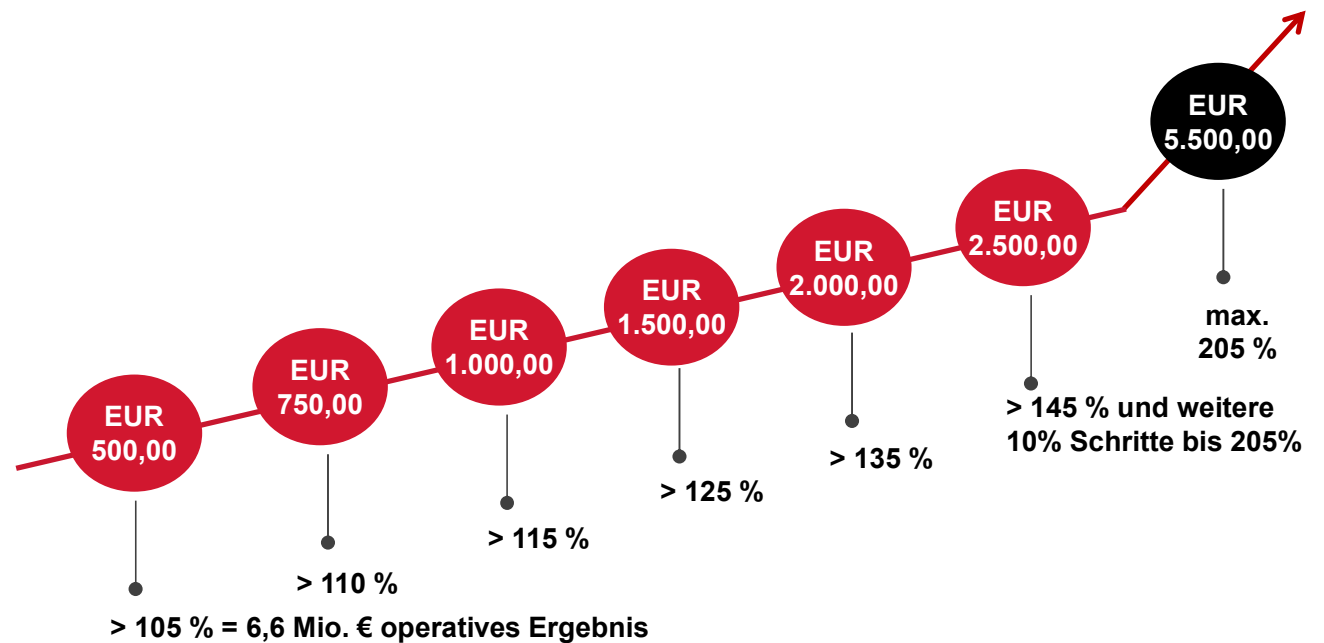 EUR
500,00
> 105 % = 6,6 Mio. € operatives Ergebnis
EUR
750,00
> 110 %
EUR
1.000,00
> 115 %
EUR
1.500,00
> 125 %
EUR
2.000,00
> 135 %
EUR
2.500,00
> 145 % und weitere
10% Schritte bis 205%
EUR
5.500,00
max.
205 %